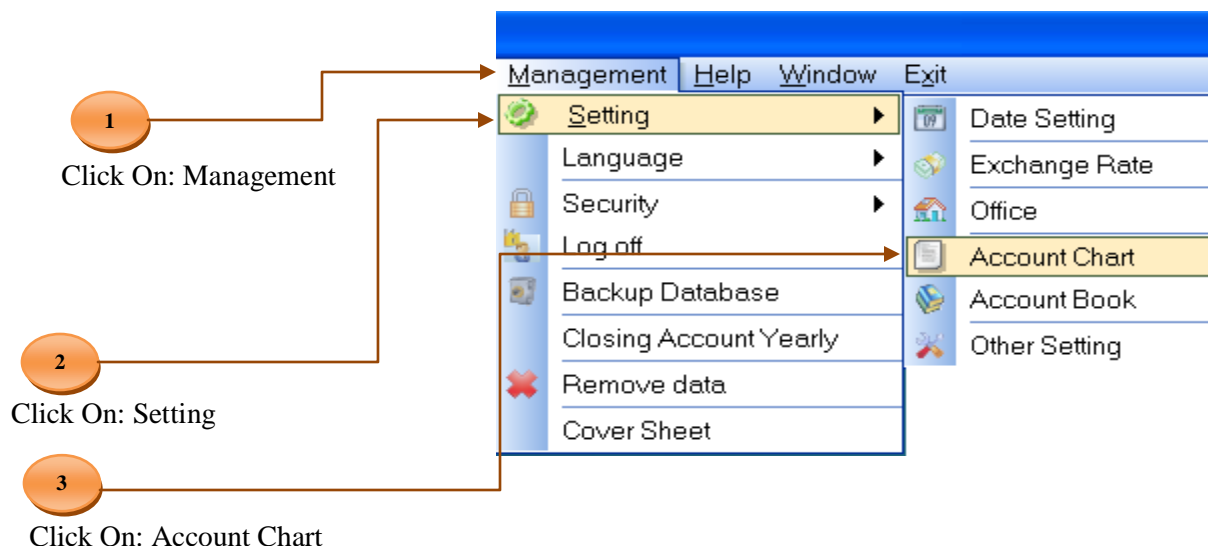 Management Help Window Exit
1
Click On: Management
Setting
Language
Security
Log off
Backup Database
Closing Account Yearly
Remove data
Cover Sheet
09
Date Setting
Exchange Rate
Office
Account Chart
Account Book
Other Setting
2
Click On: Setting
3
Click On: Account Chart